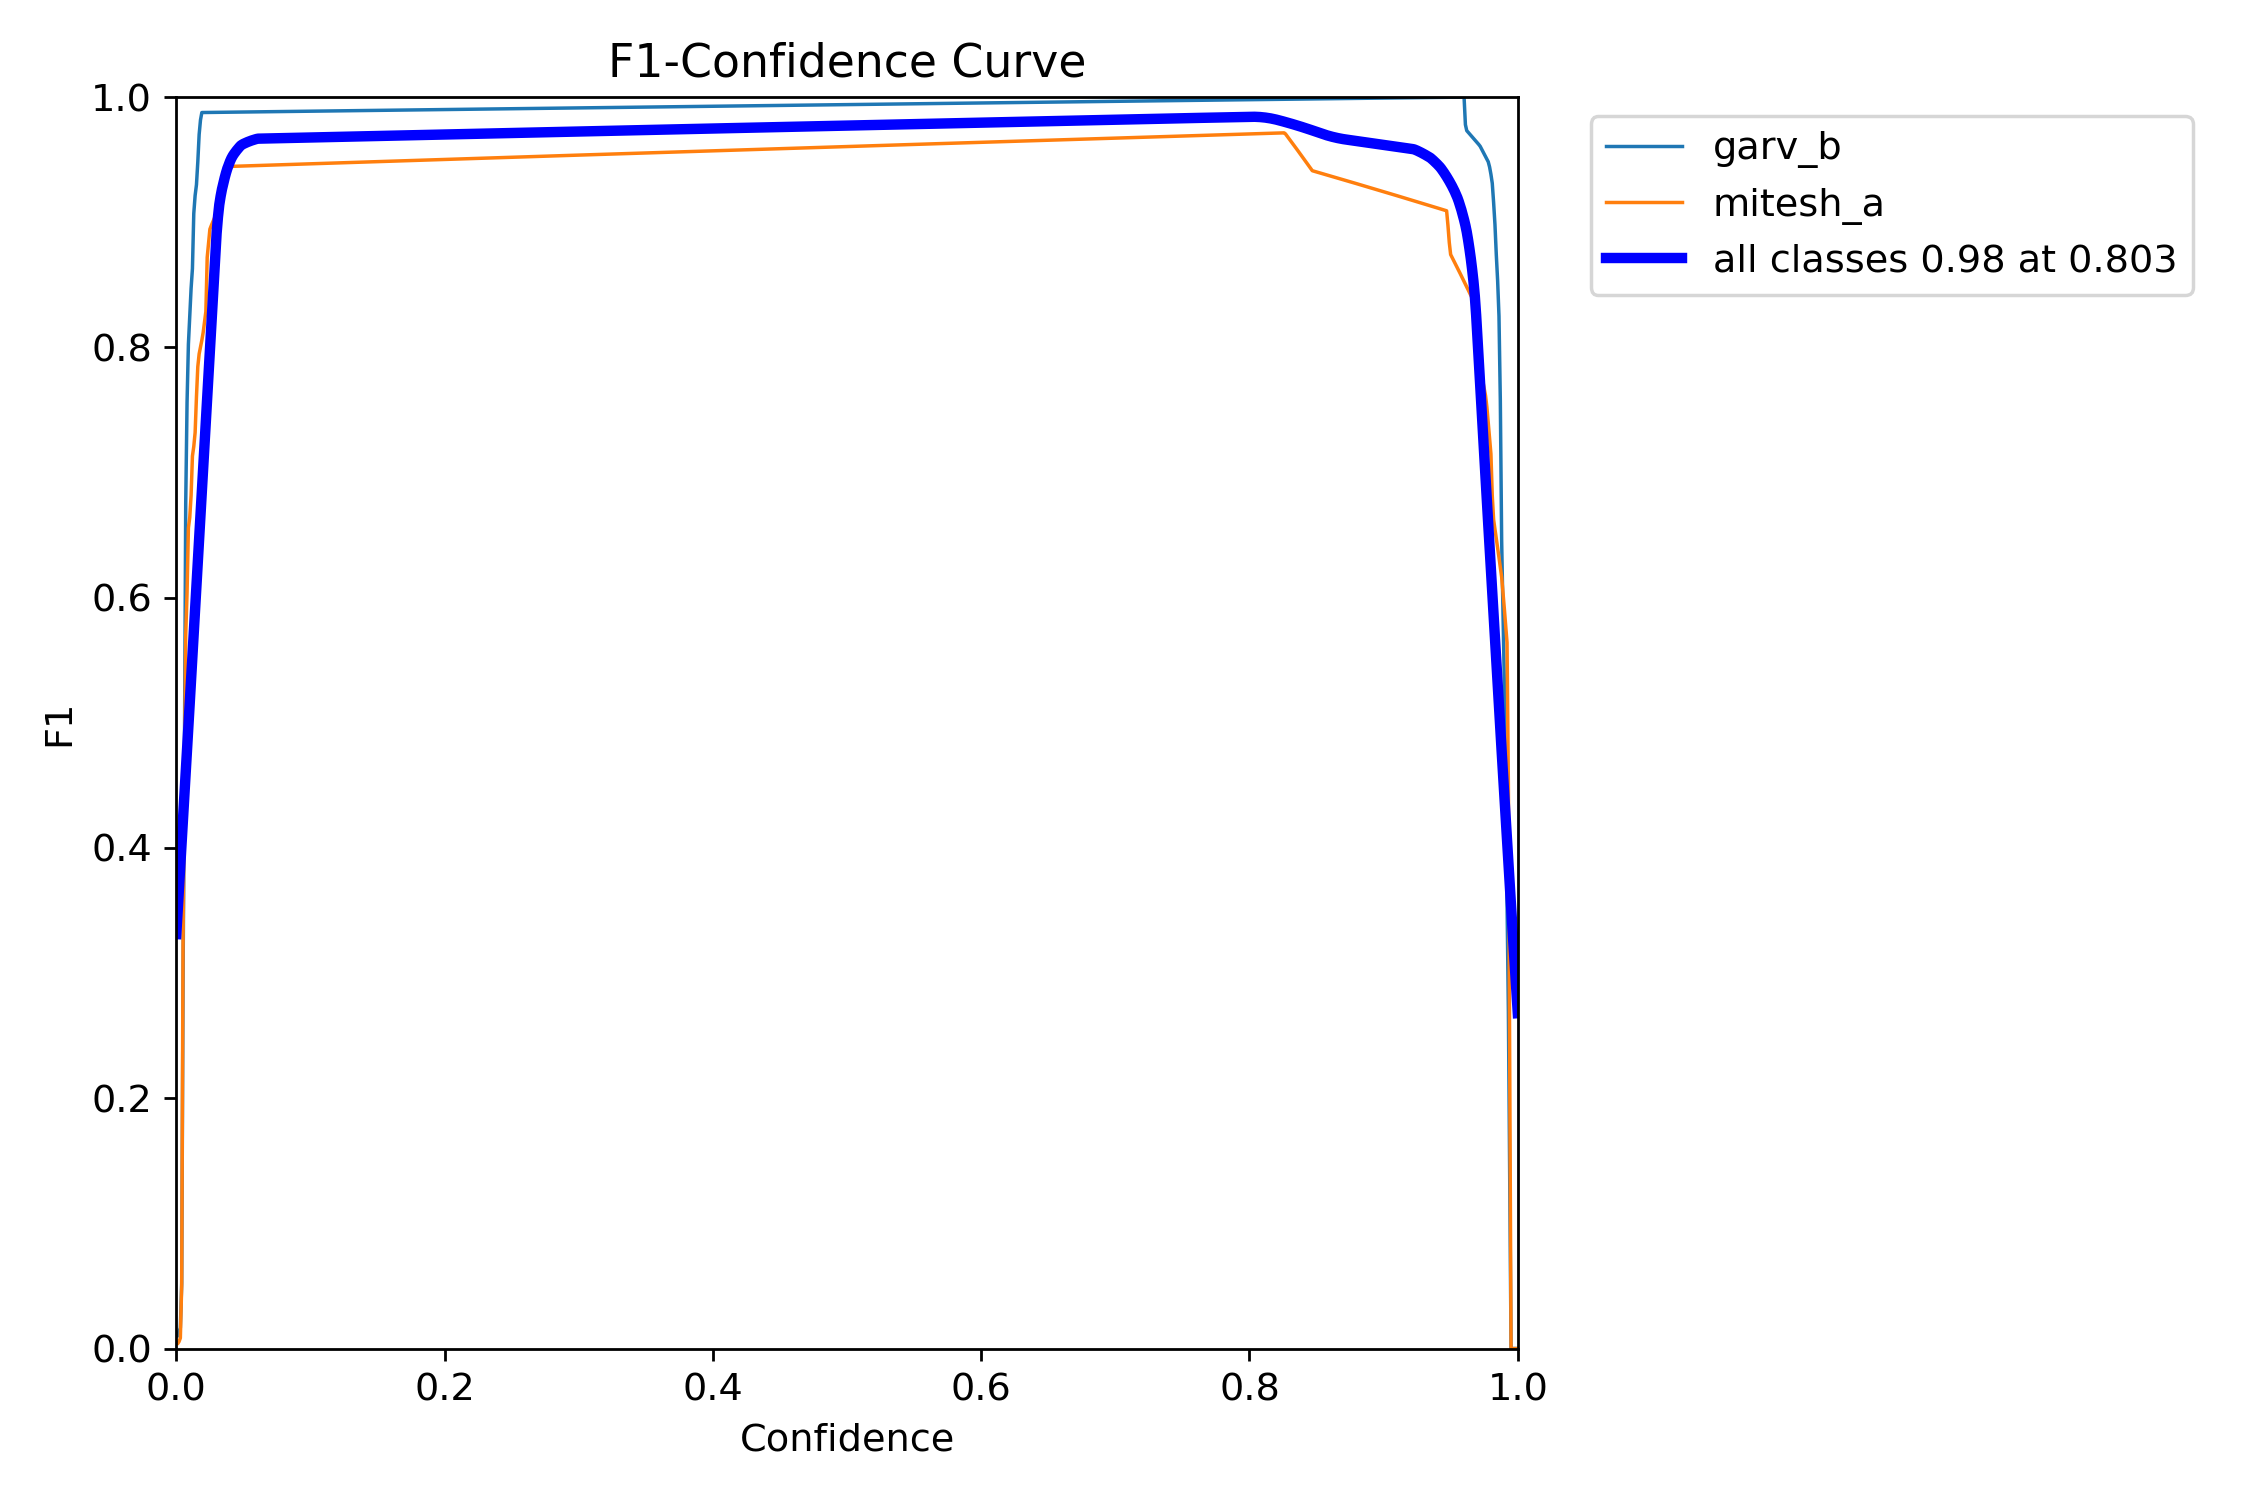 F1-Confidence Curve
1.0
0.8
0.6
0.4
0.2
0.0
F1
0.0 0.2 0.4 0.6 0.8 1.0
Confidence
garv_b
mitesh_a
all classes 0.98 at 0.803